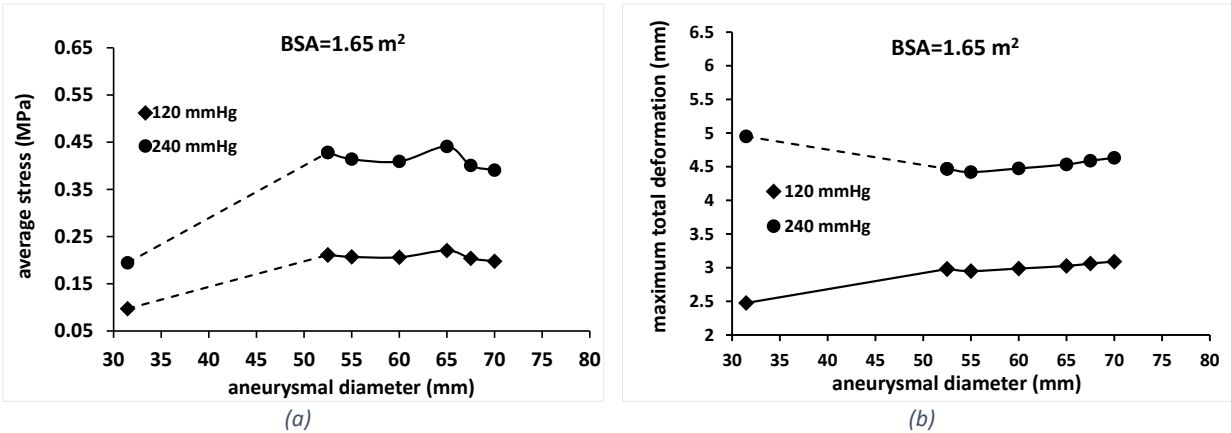 BSA=1.65 m²
average stress (MPa)
0.65
0.55
0.45
0.35
0.25
0.15
0.05
120 mmHg
240 mmHg
30 35 40 45 50 55 60 65 70 75 80
aneurysmal diameter (mm)
(a)
BSA=1.65 m²
maximum total deformation (mm)
6.5
6
5.5
5
4.5
4
3.5
3
2.5
2
120 mmHg
240 mmHg
30 35 40 45 50 55 60 65 70 75 80
aneurysmal diameter (mm)
(b)